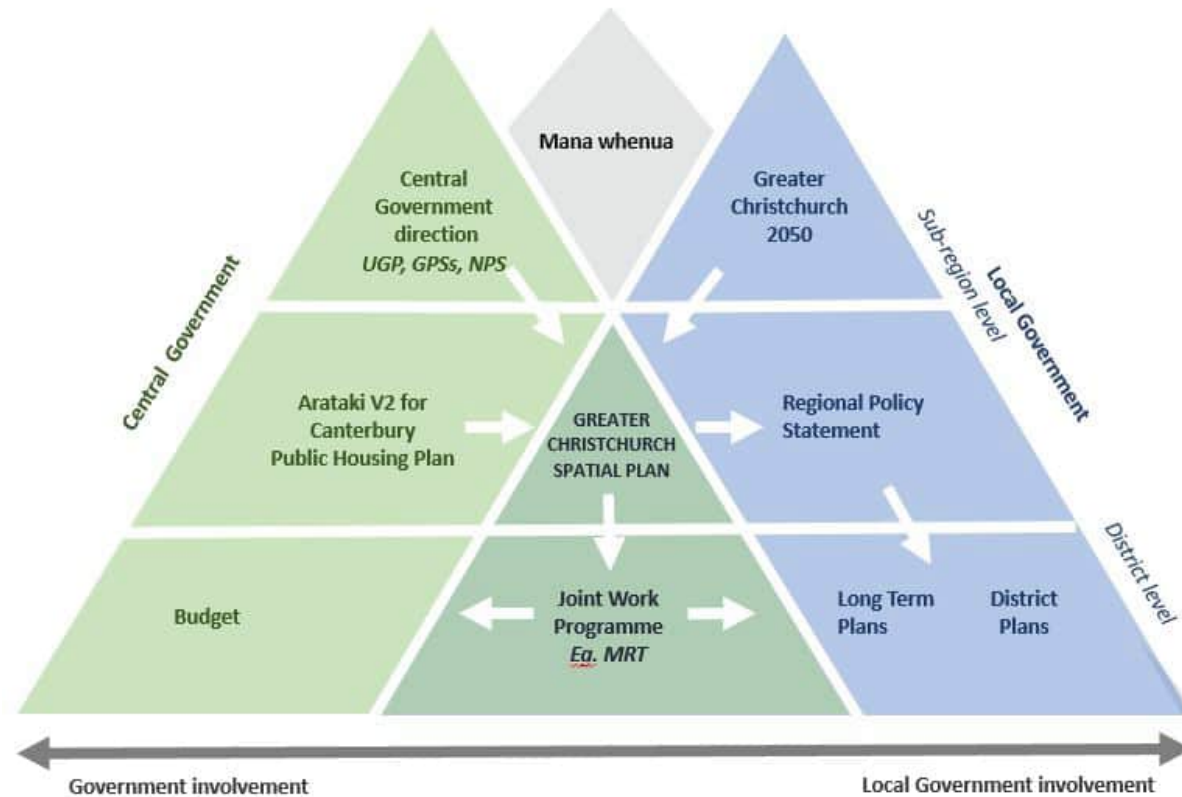 Mana whenua
Central
Government
direction
UGP, GPSs, NPS
Greater
Christchurch
2050
Sub-region level
Local Government
Central Government
Arataki V2 for
Canterbury
Public Housing Plan
GREATER
CHRISTCHURCH
SPATIAL PLAN
Regional Policy
Statement
District level
Budget
Joint Work
Programme
Eg. MRT
Long Term
Plans
District
Plans
Government involvement
Local Government involvement